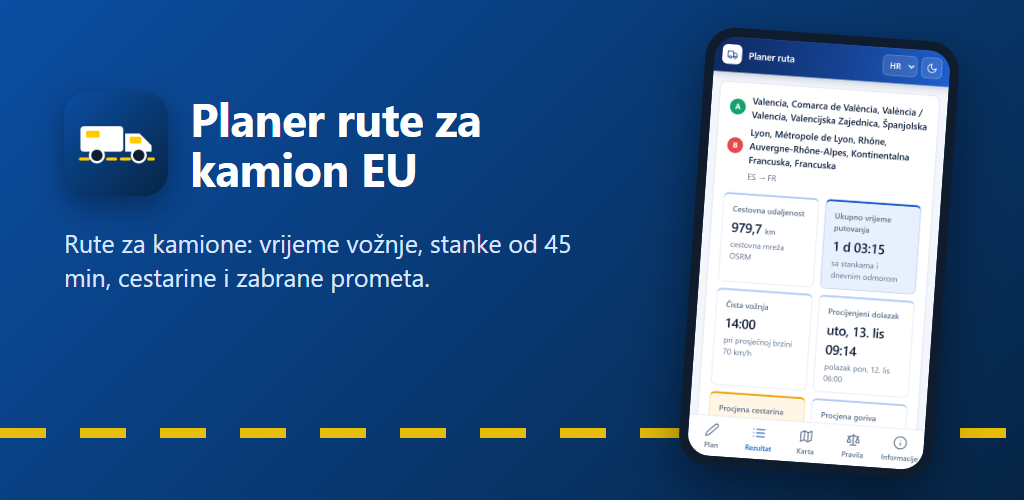 Planer rute za
kamion EU
Rute za kamione: vrijeme vožnje, stanke od 45
min, cestarine i zabrane prometa.
Planer ruta
HR
A
Valencia, Comarca de València, València /
Valencia, Valencijska Zajednica, Španjolska
B
Lyon, Métropole de Lyon, Rhône,
Auvergne-Rhône-Alpes, Kontinentalna
Francuska, Francuska
ES → FR
Cestovna udaljenost
979,7 km
cestovna mreža
OSRM
Ukupno vrijeme
putovanja
1 d 03:15
sa stankama i
dnevnim odmorom
Čista vožnja
14:00
pri prosječnoj brzini
70 km/h
Procijenjeni dolazak
uto, 13. lis
09:14
polazak pon, 12. lis
06:00
Procjena cestarina
Procjena goriva
Plan
Rezultat
Karta
Pravila
Informacije